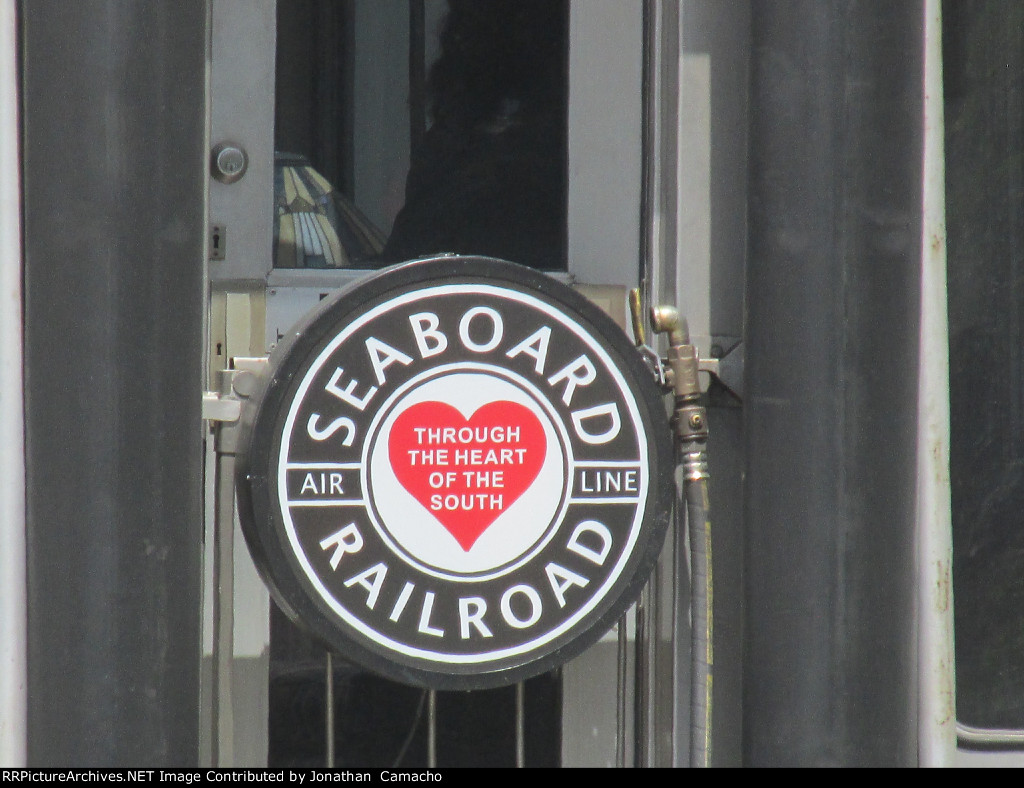 SEABOARD
AIR LINE
THROUGH
THE HEART
OF THE
SOUTH
RAILROAD
RRPictureArchives.NET Image Contributed by Jonathan Camacho